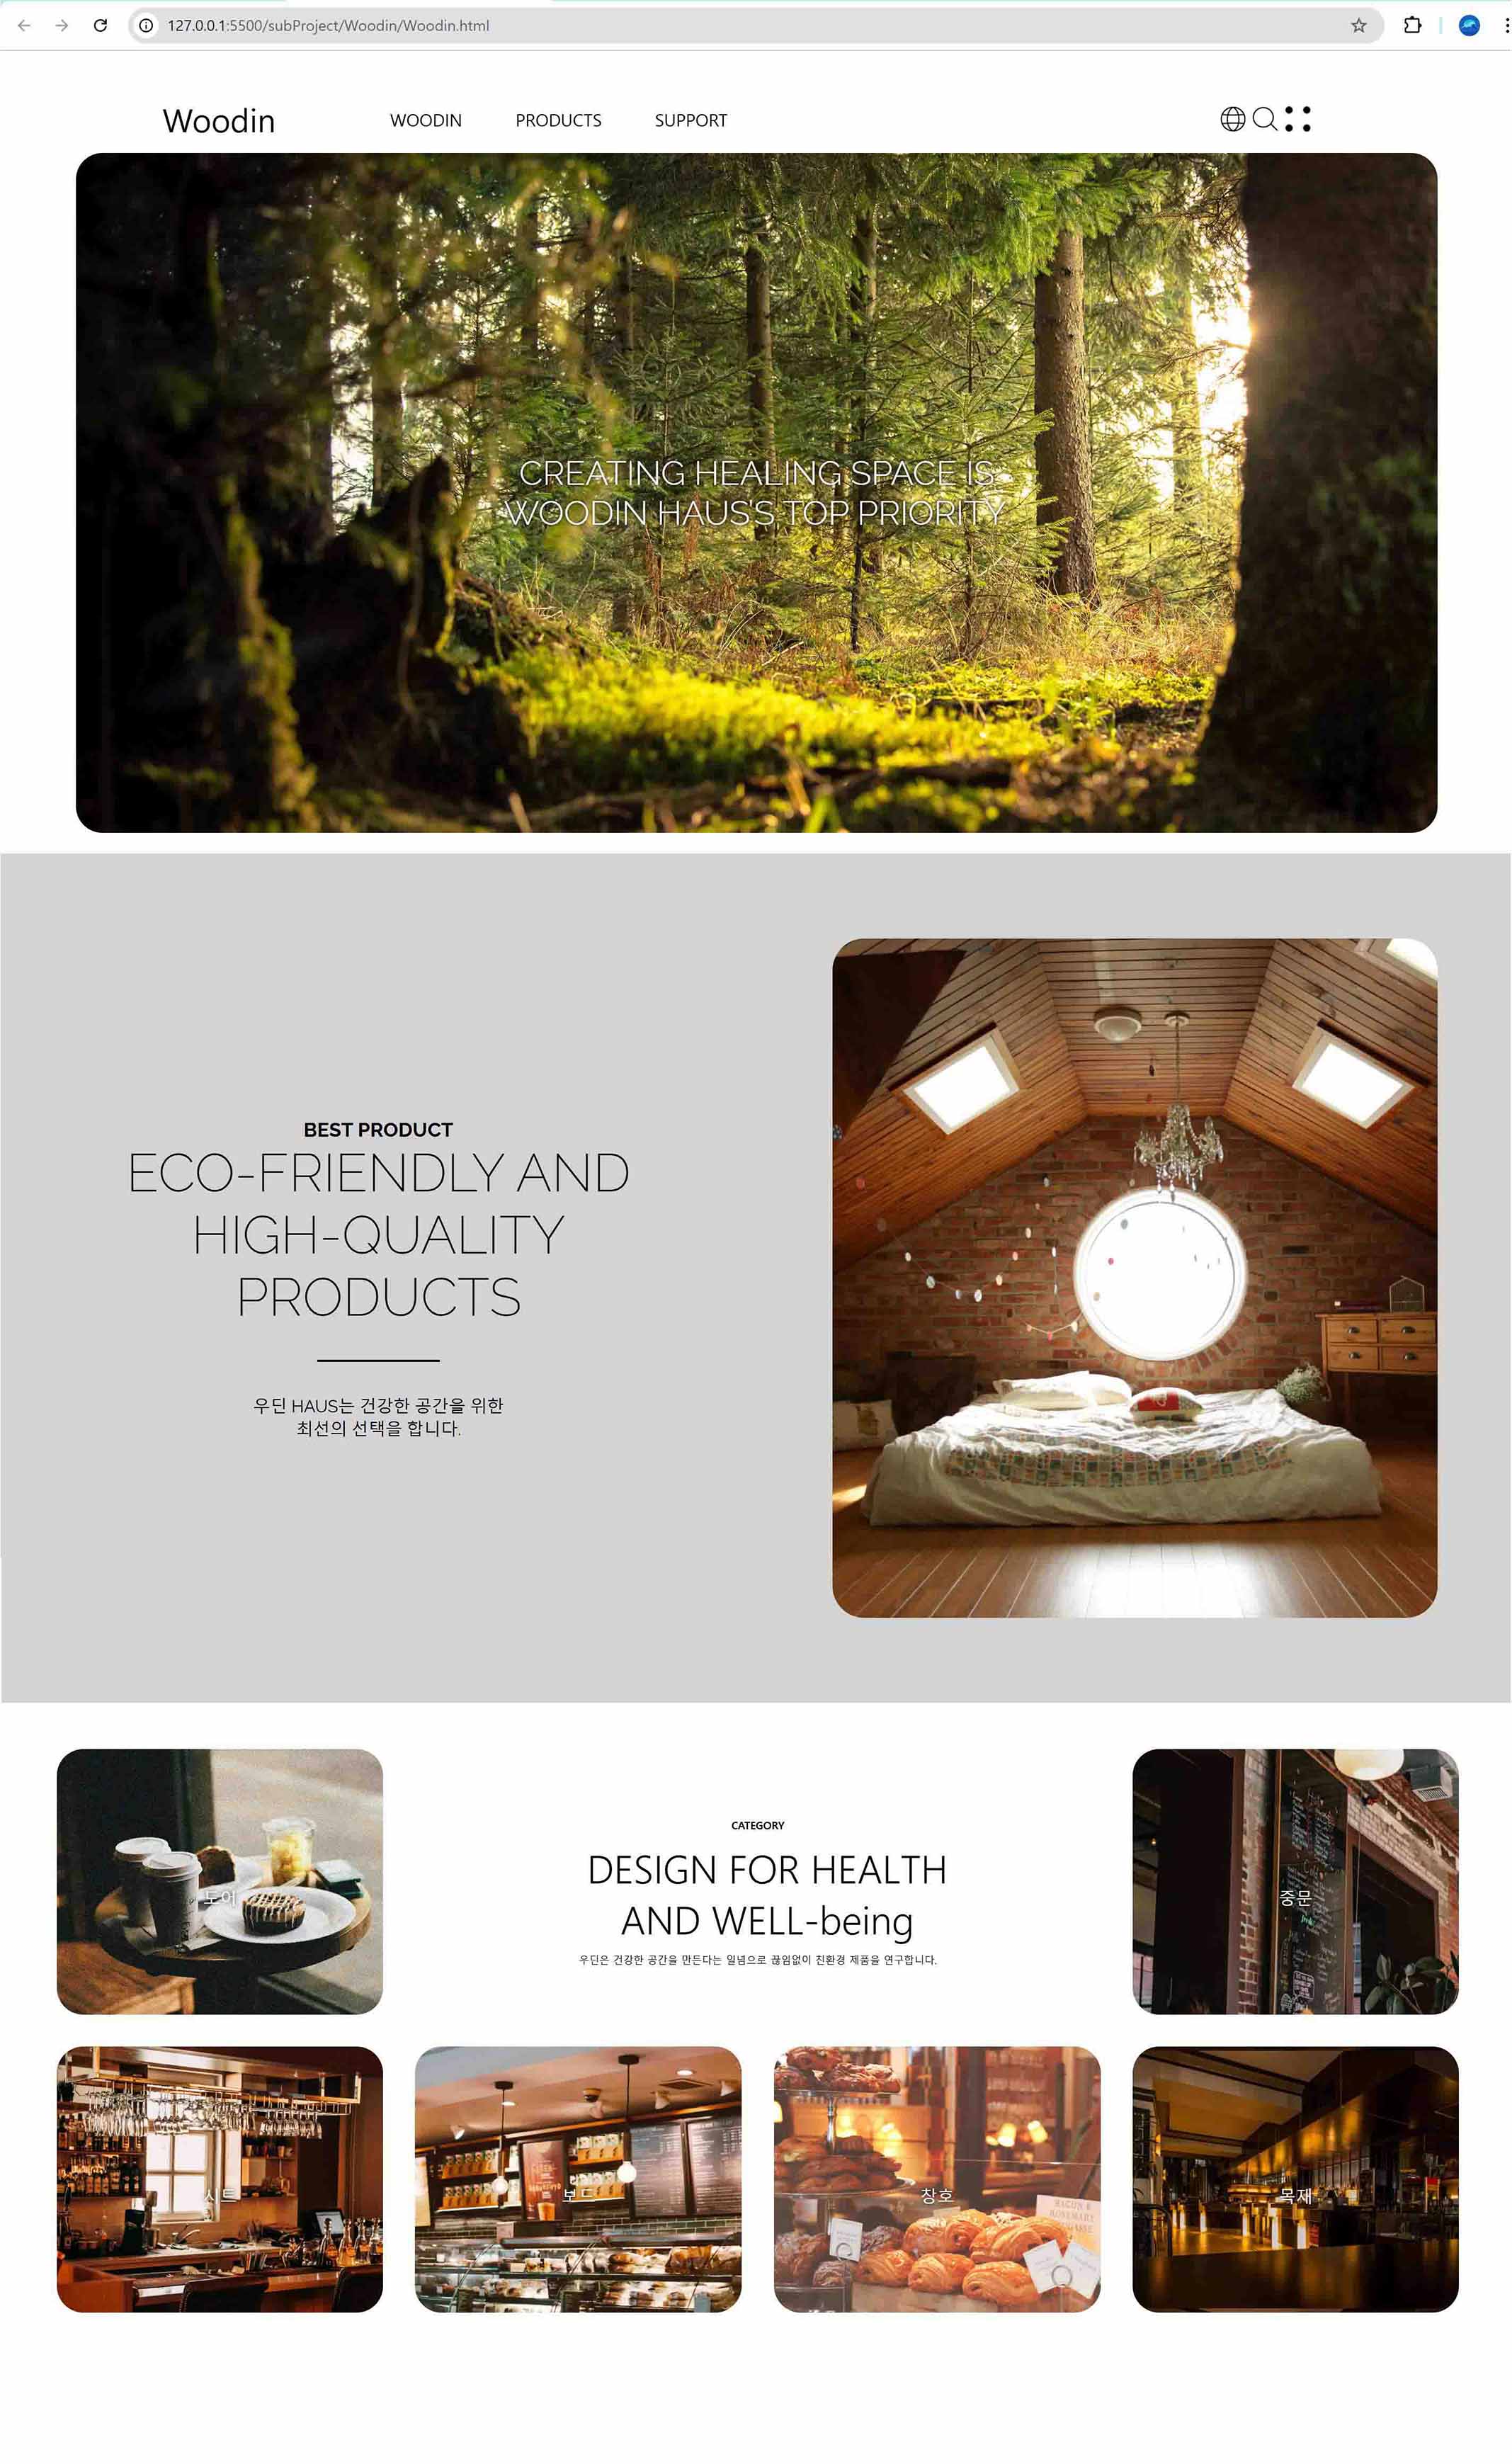 127.0.0.1:5500/subProject/Woodin/Woodin.html
Woodin
WOODIN PRODUCTS SUPPORT
CREATING HEALING SPACE IS
WOODIN HAUS'S TOP PRIORITY
BEST PRODUCT
ECO-FRIENDLY AND
HIGH-QUALITY
PRODUCTS
우딘 HAUS는 건강한 공간을 위한
최선의 선택을 합니다.
도어
CATEGORY
DESIGN FOR HEALTH
AND WELL-being
우딘은 건강한 공간을 만든다는 일념으로 끊임없이 친환경 제품을 연구합니다.
중문
시트
보드
창호
목재